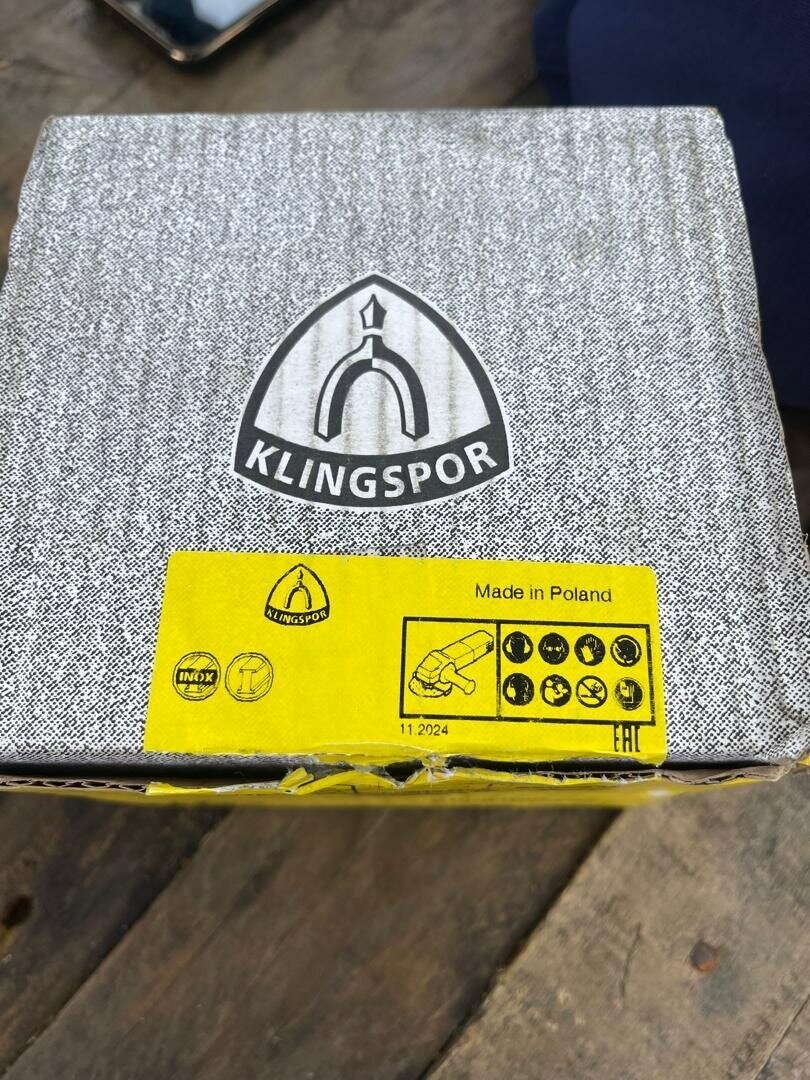 KLINGSPOR
KLINGSPOR
Made in Poland
INOX
11.2024
EAC